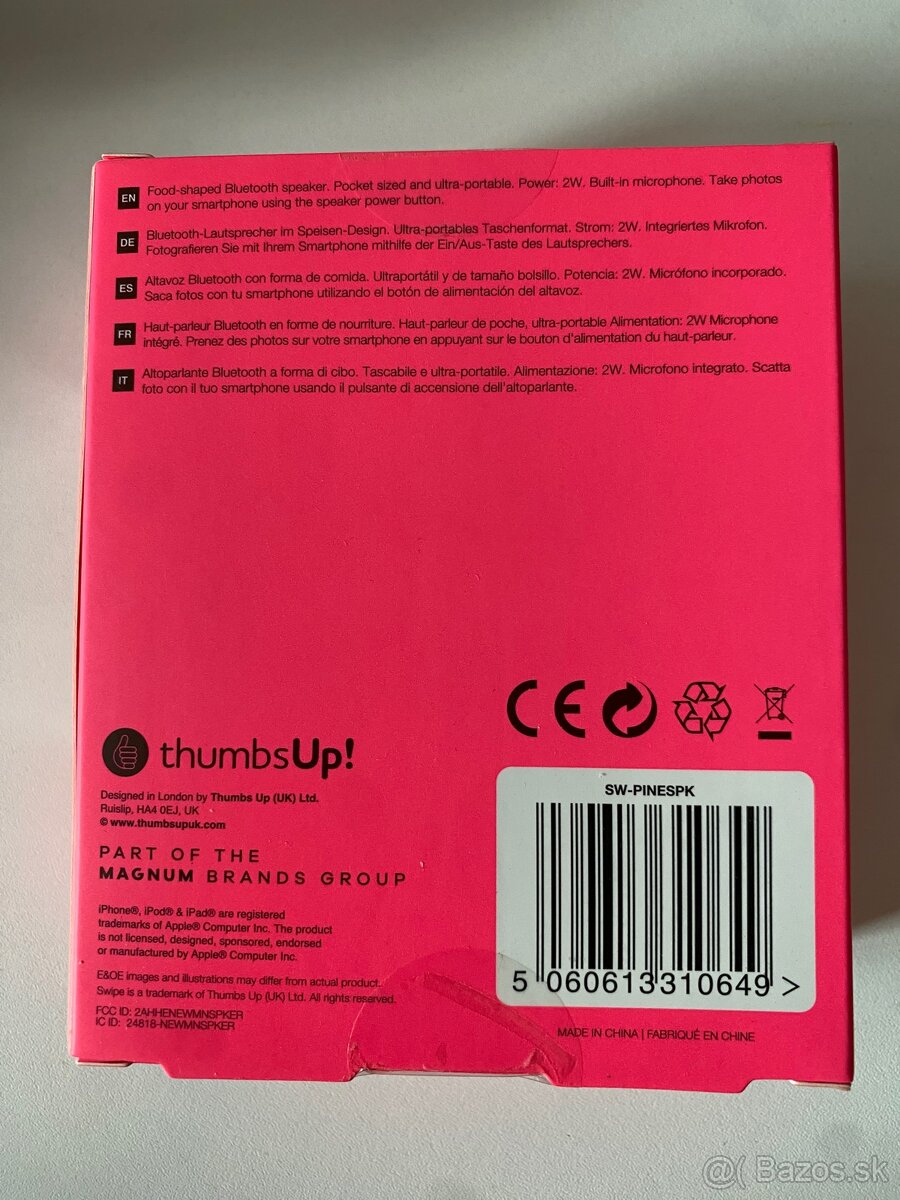 EN Food-shaped Bluetooth speaker. Pocket sized and ultra-portable. Power: 2W. Built-in microphone. Take photos
on your smartphone using the speaker power button.
DE Bluetooth-Lautsprecher im Speisen-Design. Ultra-portables Taschenformat. Strom: 2W. Integriertes Mikrofon.
Fotografieren Sie mit Ihrem Smartphone mithilfe der Ein/Aus-Taste des Lautsprechers.
ES Altavoz Bluetooth con forma de comida. Ultraportátil y de tamaño bolsillo. Potencia: 2W. Micrófono incorporado.
Saca fotos con tu smartphone utilizando el botón de alimentación del altavoz.
FR Haut-parleur Bluetooth en forme de nourriture. Haut-parleur de poche, ultra-portable Alimentation: 2W Microphone
intégré. Prenez des photos sur votre smartphone en appuyant sur le bouton d'alimentation du haut-parleur.
IT Altoparlante Bluetooth a forma di cibo. Tascabile e ultra-portatile. Alimentazione: 2W. Microfono integrato. Scatta
foto con il tuo smartphone usando il pulsante di accensione dell'altoparlante.
CE
thumbsUp!
Designed in London by Thumbs Up (UK) Ltd.
Ruislip, HA4 0EJ, UK
© www.thumbsupuk.com
PART OF THE
MAGNUM BRANDS GROUP
iPhone®, iPod® & iPad® are registered
trademarks of Apple® Computer Inc. The product
is not licensed, designed, sponsored, endorsed
or manufactured by Apple® Computer Inc.
E&OE images and illustrations may differ from actual product.
Swipe is a trademark of Thumbs Up (UK) Ltd. All rights reserved.
FCC ID: 2AHHENEWMNSPKER
IC ID: 24818-NEWMNSPKER
SW-PINESPK
5 060613 310649 >
MADE IN CHINA | FABRIQUÉ EN CHINE
@( Bazos.sk